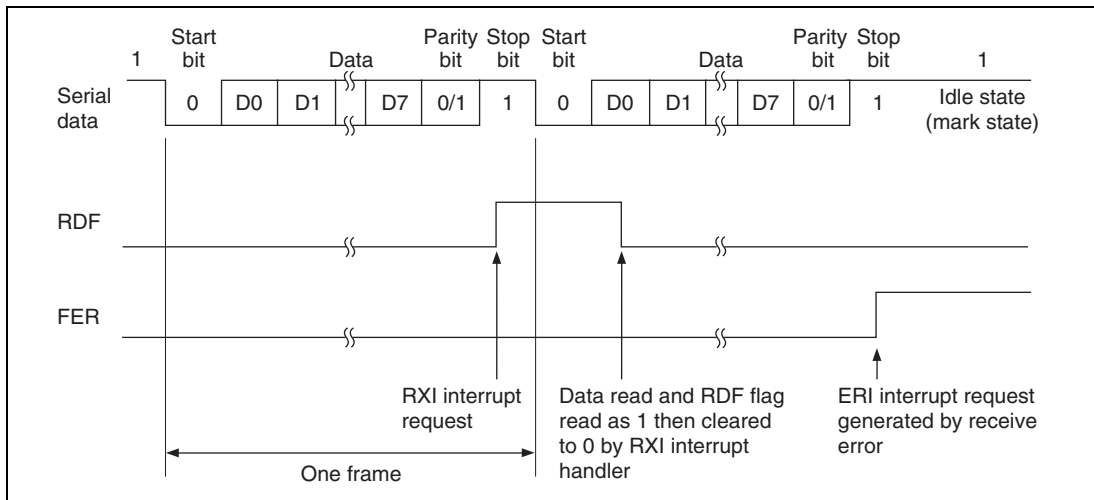 Start bit Data Parity bit Stop bit Start bit Data Parity bit Stop bit
1 1
Serial data 0 D0 D1 D7 0/1 1 0 D0 D1 D7 0/1 1 Idle state (mark state)
RDF
FER
RXI interrupt request
Data read and RDF flag read as 1 then cleared to 0 by RXI interrupt handler
ERI interrupt request generated by receive error
One frame